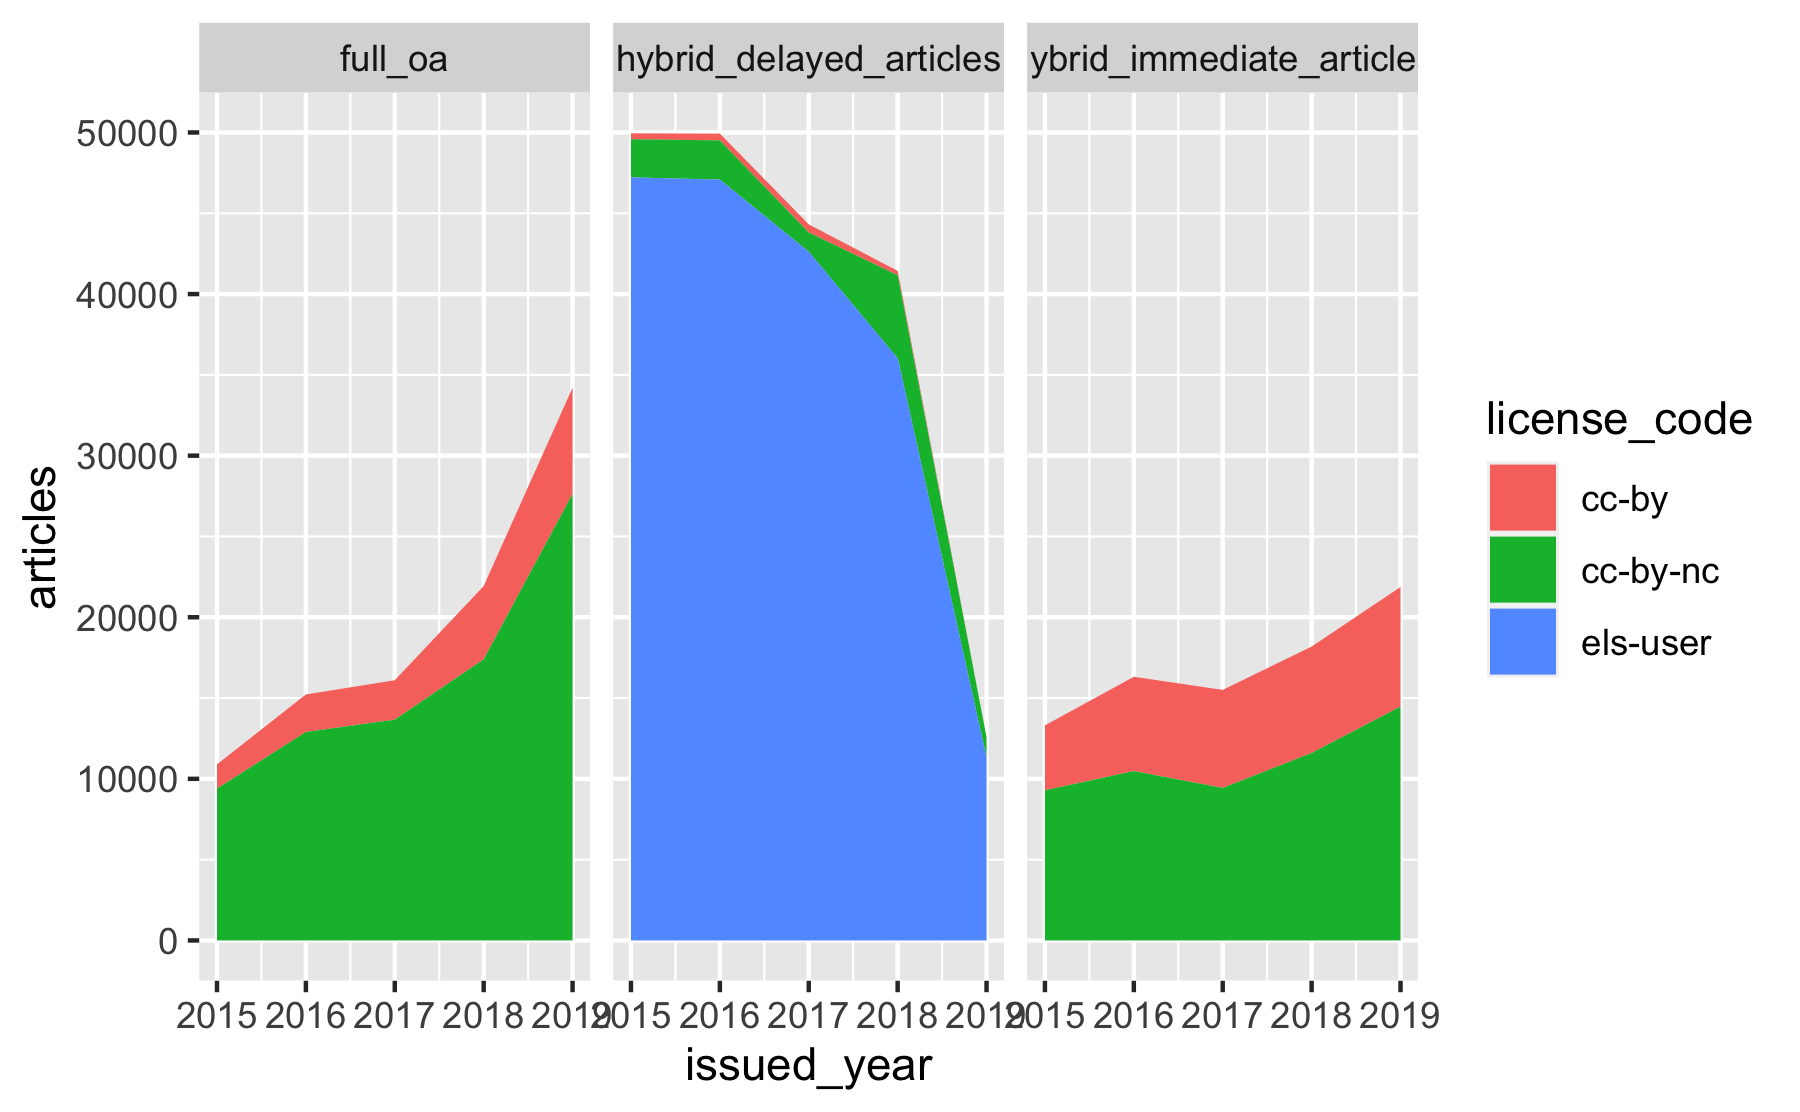 full_oa
hybrid_delayed_articles
ybrid_immediate_article
50000
40000
30000
20000
10000
0
articles
2015 2016 2017 2018 2019
2015 2016 2017 2018 2019
2015 2016 2017 2018 2019
issued_year
license_code
cc-by
cc-by-nc
els-user